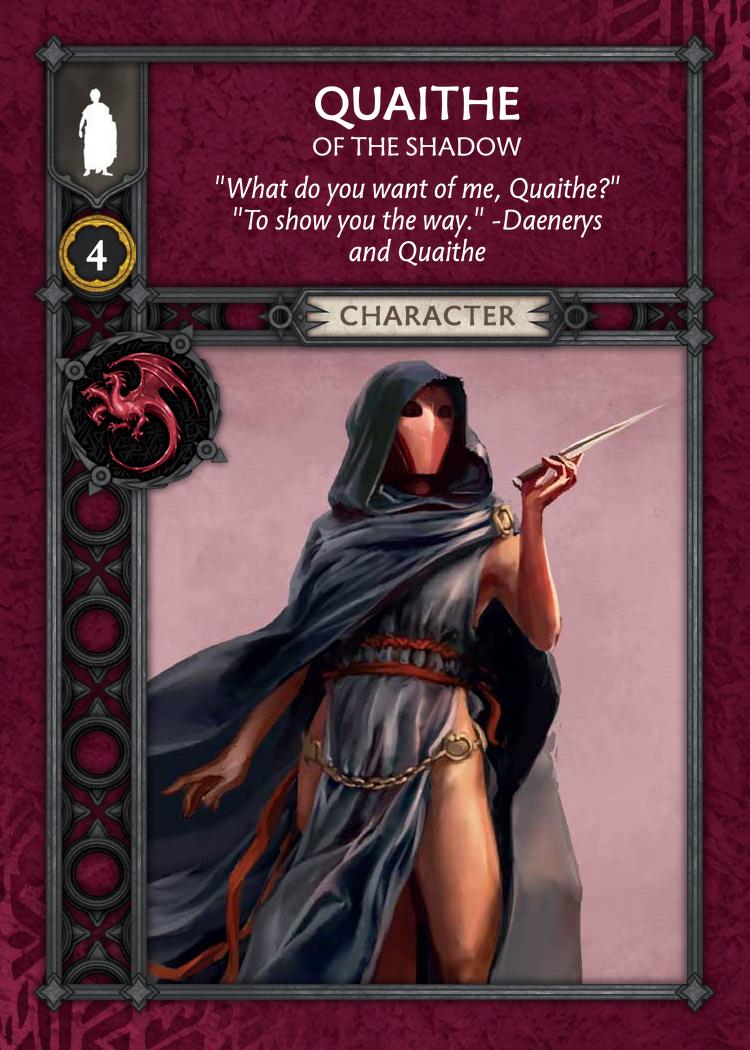 QUAITHE
OF THE SHADOW
"What do you want of me, Quaithe?"
"To show you the way." -Daenerys
and Quaithe
4
CHARACTER